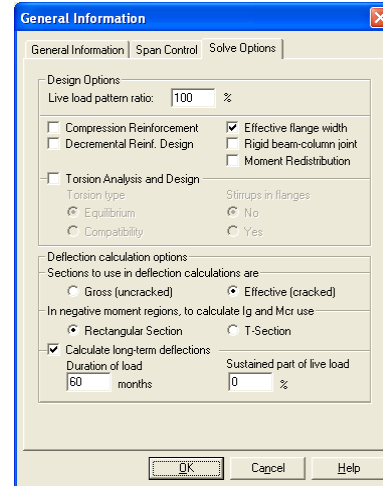 General Information
General Information Span Control Solve Options
Design Options
Live load pattern ratio: 100 %
Compression Reinforcement Effective flange width
Decremental Reinf. Design Rigid beam-column joint
Moment Redistribution
Torsion Analysis and Design
Torsion type Stirrups in flanges
Equilibrium No
Compatibility Yes
Deflection calculation options
Sections to use in deflection calculations are
Gross (uncracked) Effective (cracked)
In negative moment regions, to calculate Ig and Mcr use
Rectangular Section T-Section
Calculate long-term deflections
Duration of load Sustained part of live load
60 months 0 %
OK Cancel Help